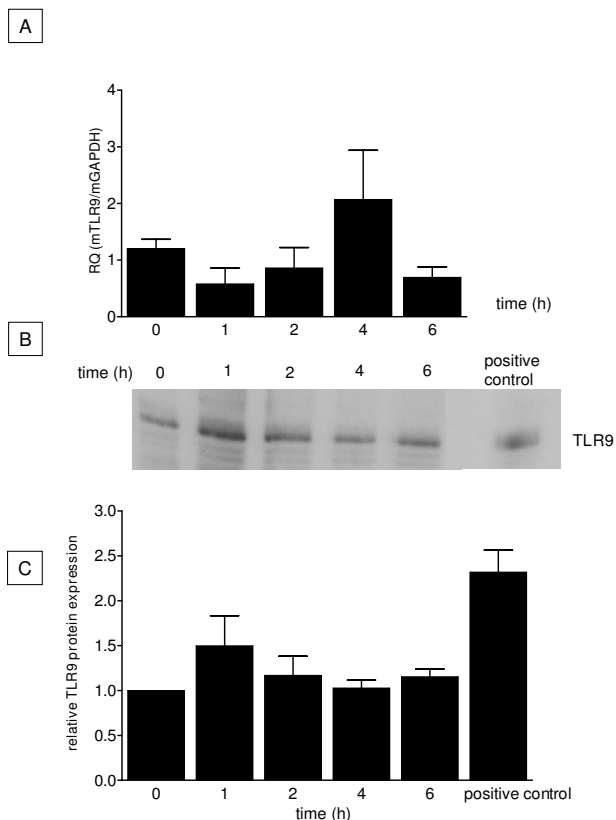 A
4
3
2
1
0
RQ (mTLR9/mGAPDH)
0 1 2 4 6
time (h)
B
time (h) 0 1 2 4 6 positive control
TLR9
C
3.0
2.5
2.0
1.5
1.0
0.5
0.0
relative TLR9 protein expression
0 1 2 4 6 positive control
time (h)